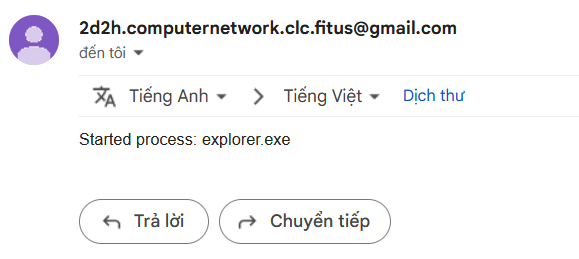 2d2h.computernetwork.clc.fitus@gmail.com
đến tôi
Tiếng Anh > Tiếng Việt Dịch thư
Started process: explorer.exe
Trả lời Chuyển tiếp